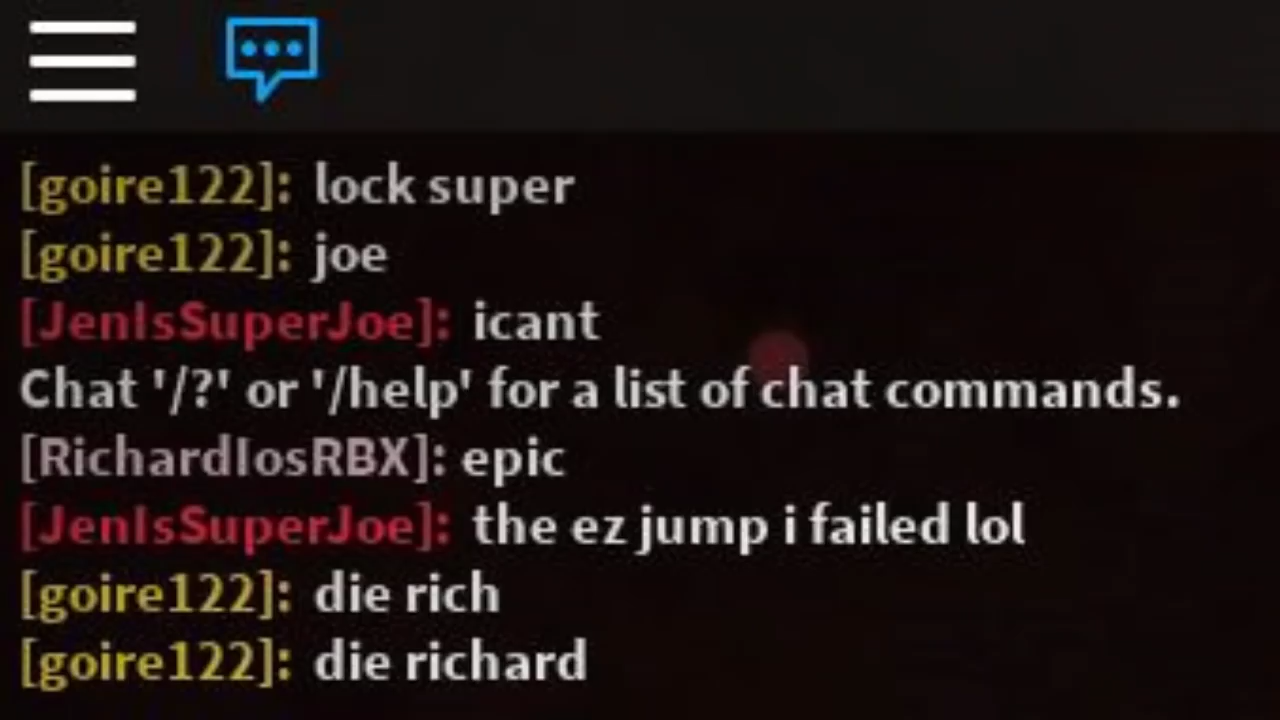 [goire122]: lock super
[goire122]: joe
[JenIsSuperJoe]: icant
Chat '/?' or '/help' for a list of chat commands.
[RichardIosRBX]: epic
[JenIsSuperJoe]: the ez jump i failed lol
[goire122]: die rich
[goire122]: die richard